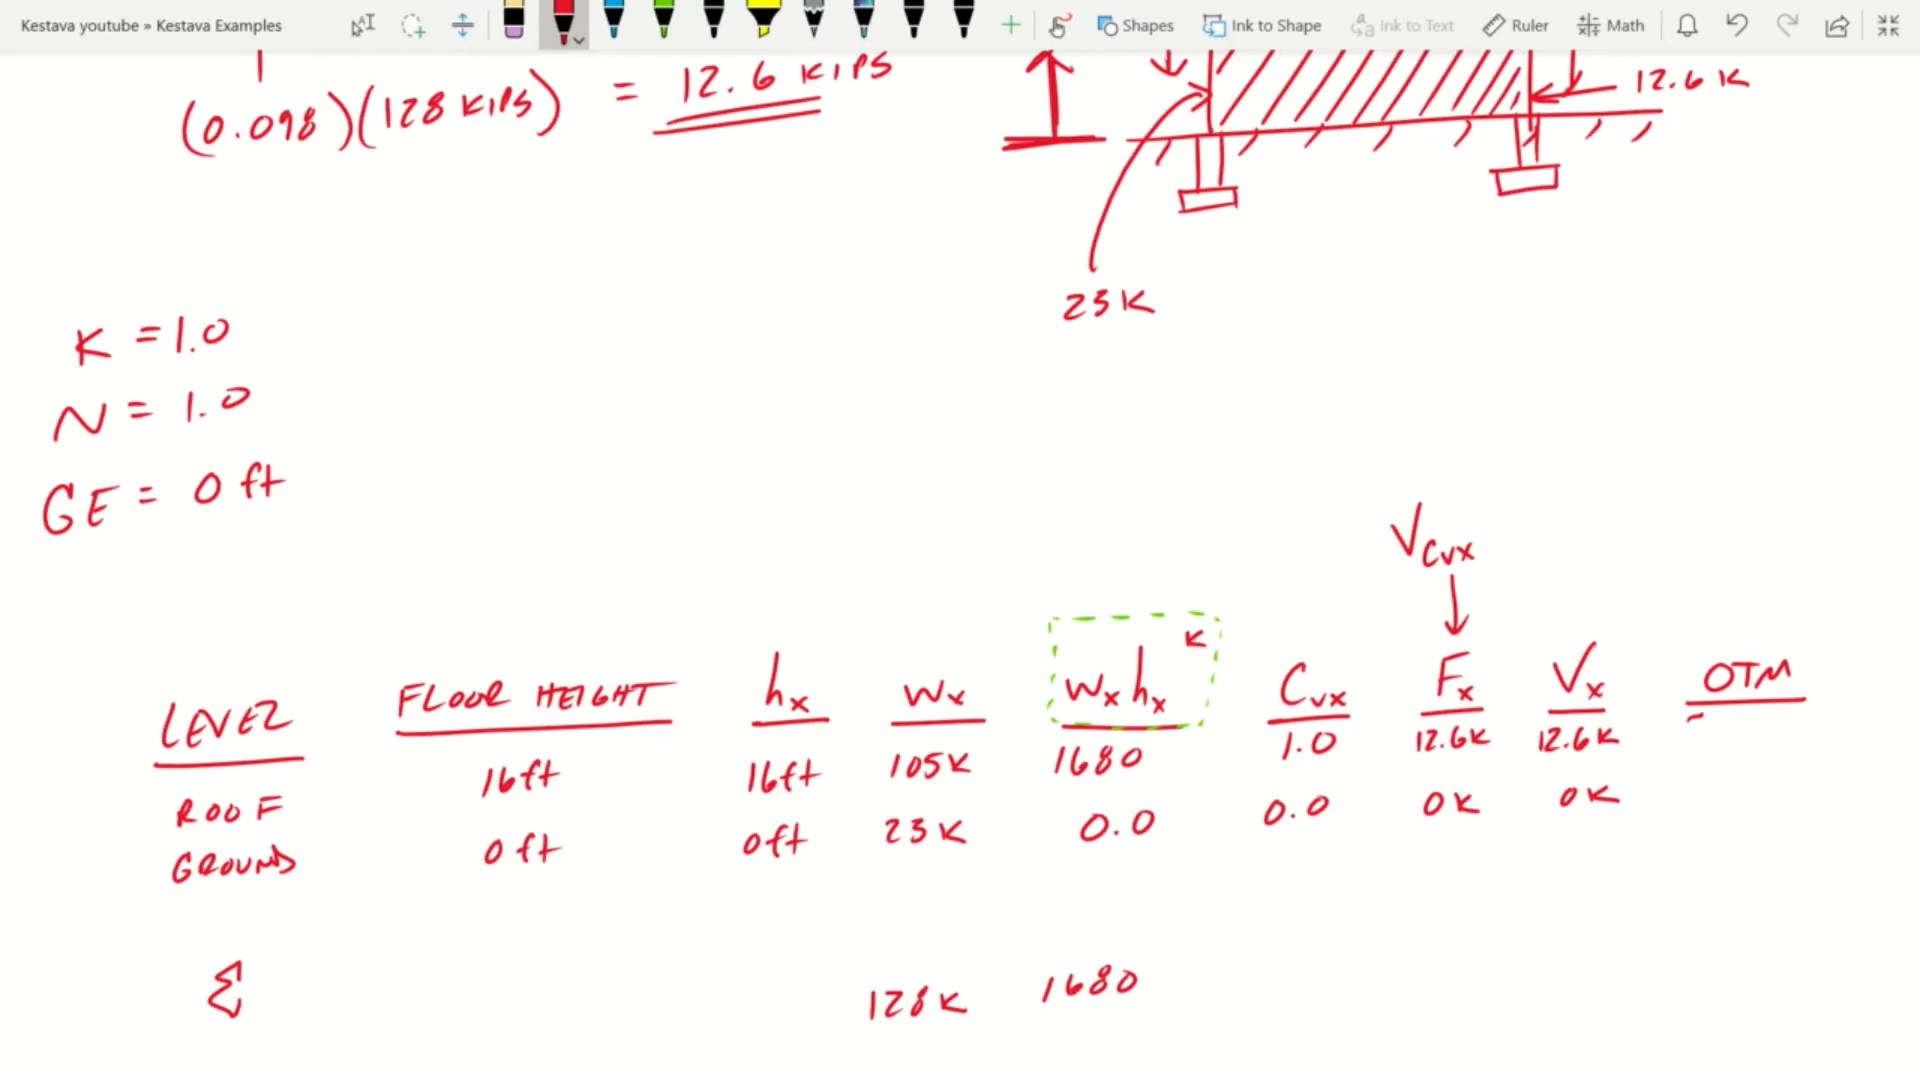 Kestava youtube » Kestava Examples
Shapes
Ink to Shape
Ink to Text
Ruler
Math
(0.098)(128 KIPS) = 12.6 KIPS
12.6 K
23 K
K = 1.0
N = 1.0
GE = 0 ft
VCvx
LEVEL FLOOR HEIGHT hx Wx Wx hx K Cvx Fx Vx OTM
ROOF 16ft 16ft 105K 1680 1.0 12.6K 12.6K
GROUND 0ft 0ft 23K 0.0 0.0 0K 0K
Σ 128K 1680